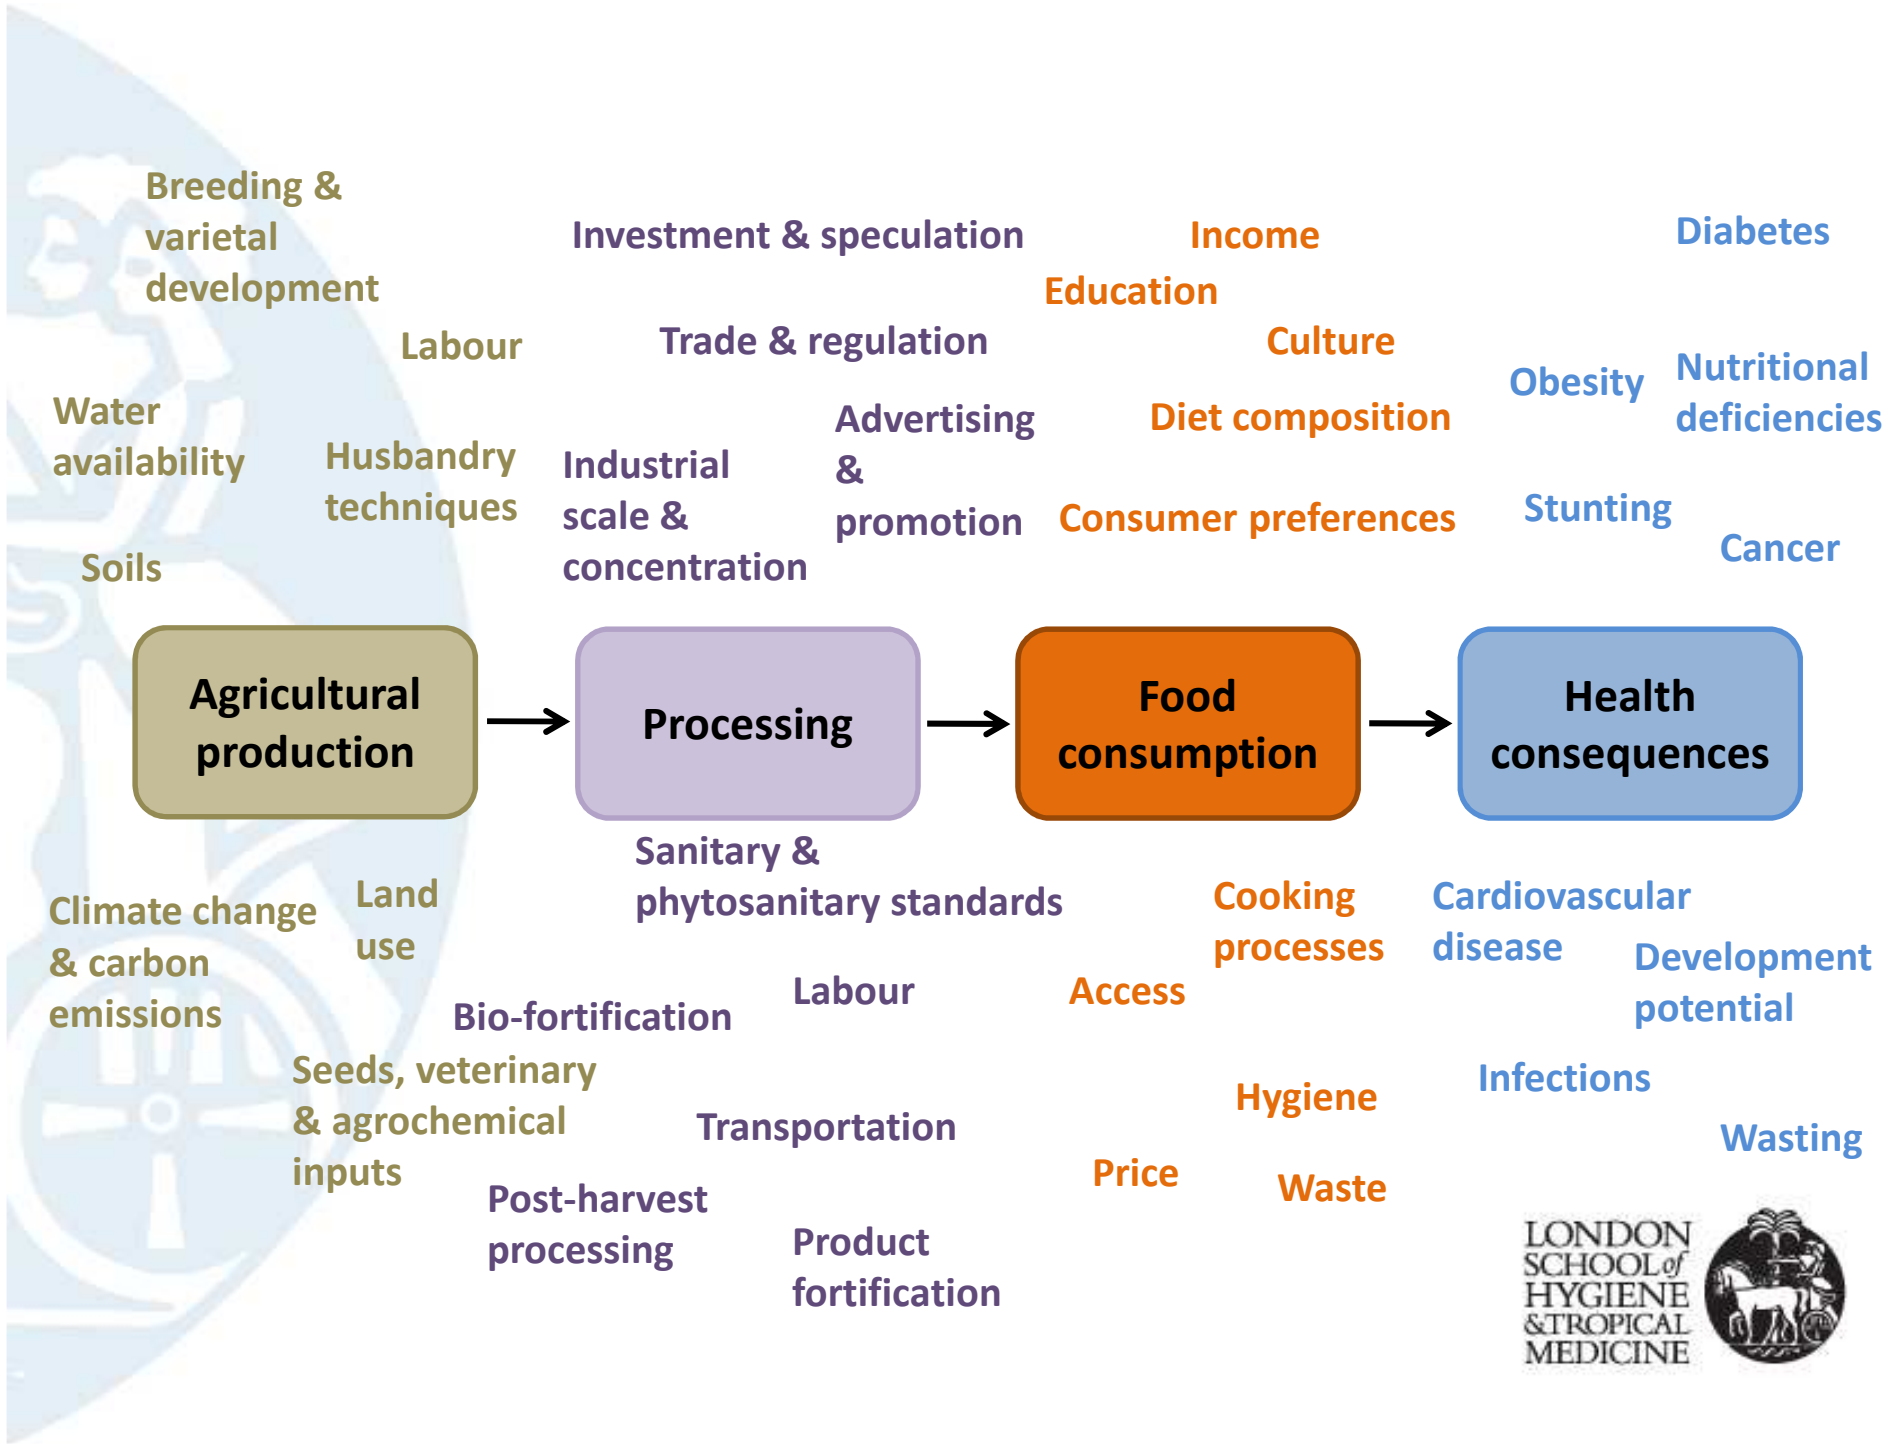 Breeding &
varietal
development
Labour
Water
availability
Husbandry
techniques
Soils
Investment & speculation
Trade & regulation
Advertising
&
promotion
Industrial
scale &
concentration
Income
Education
Culture
Diet composition
Consumer preferences
Diabetes
Obesity
Nutritional
deficiencies
Stunting
Cancer
Agricultural
production
Processing
Food
consumption
Health
consequences
Climate change
& carbon
emissions
Land
use
Seeds, veterinary
& agrochemical
inputs
Sanitary &
phytosanitary standards
Bio-fortification
Labour
Transportation
Post-harvest
processing
Product
fortification
Cooking
processes
Access
Hygiene
Price
Waste
Cardiovascular
disease
Development
potential
Infections
Wasting
LONDON
SCHOOL of
HYGIENE
& TROPICAL
MEDICINE